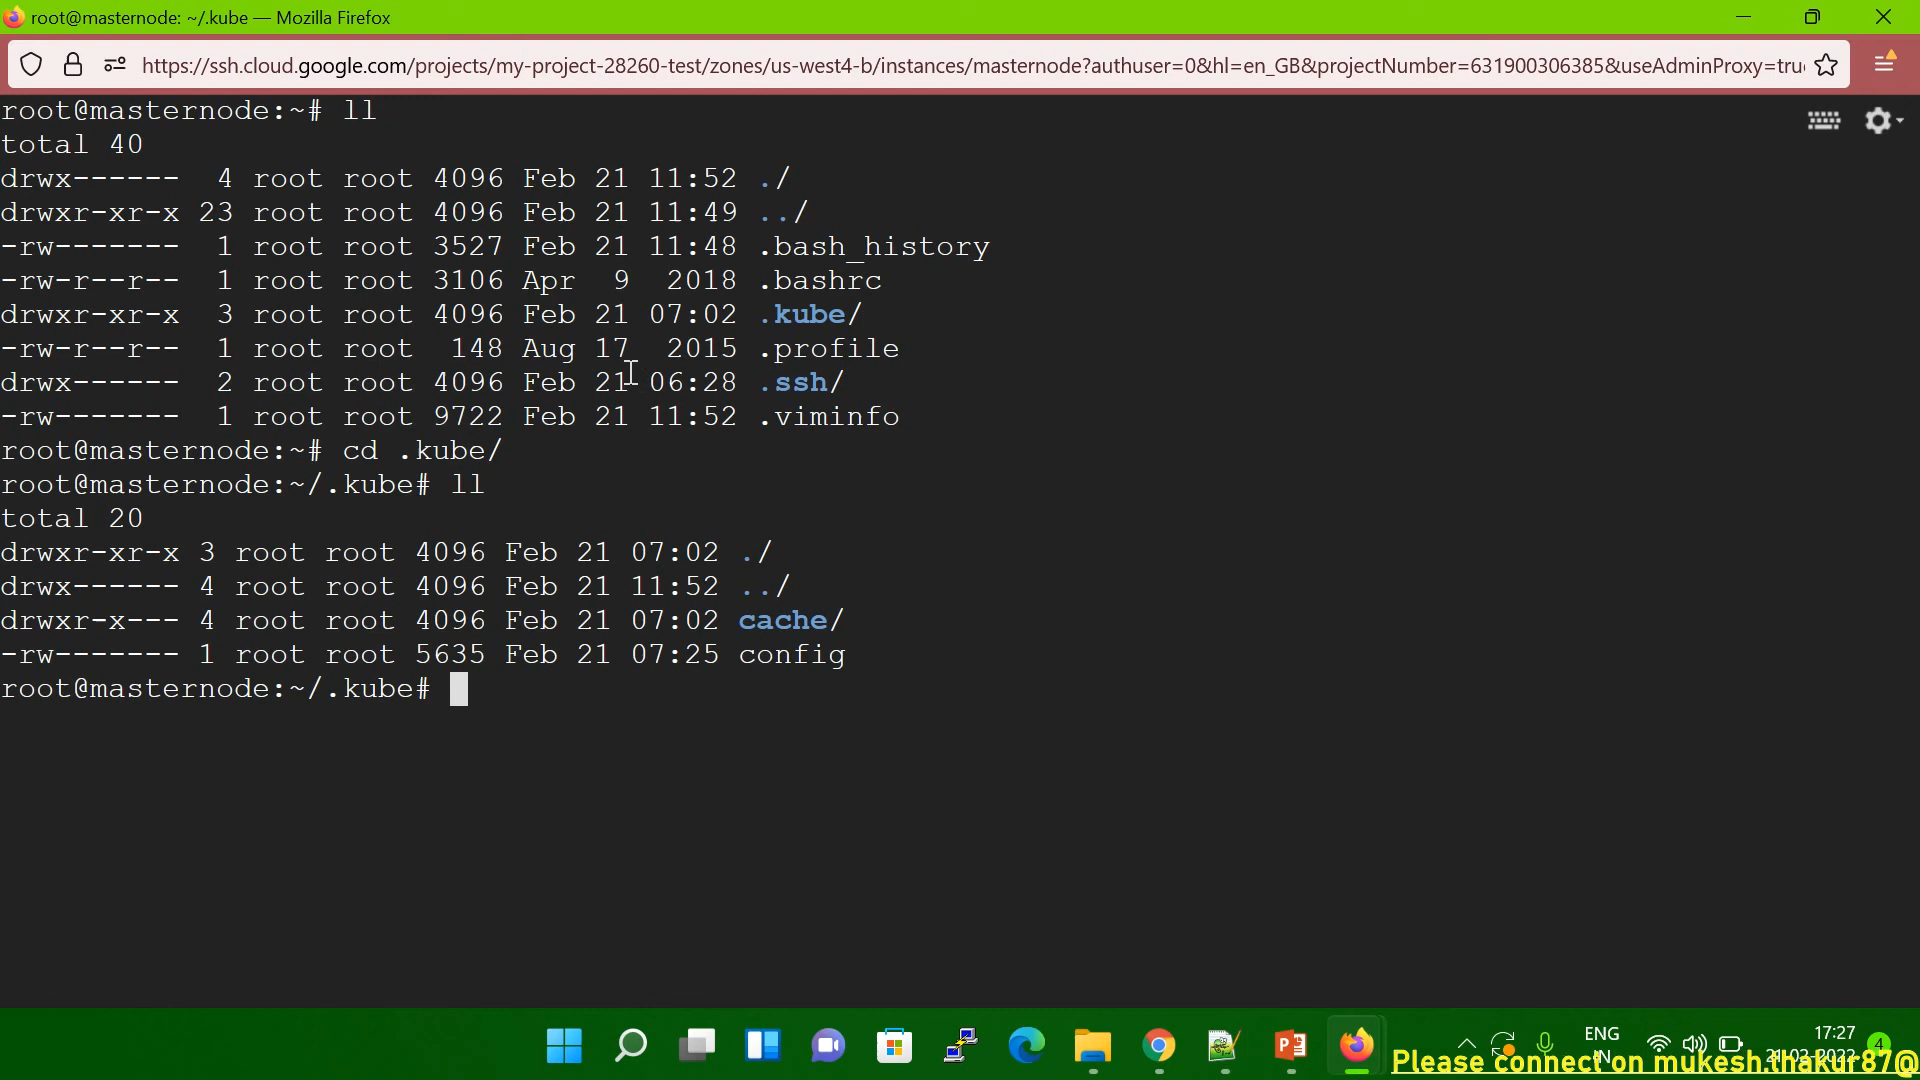 root@masternode: ~/.kube — Mozilla Firefox
https://ssh.cloud.google.com/projects/my-project-28260-test/zones/us-west4-b/instances/masternode?authuser=0&hl=en_GB&projectNumber=631900306385&useAdminProxy=tru
root@masternode:~# ll
total 40
drwx------  4 root root 4096 Feb 21 11:52 ./
drwxr-xr-x 23 root root 4096 Feb 21 11:49 ../
-rw-------  1 root root 3527 Feb 21 11:48 .bash_history
-rw-r--r--  1 root root 3106 Apr  9  2018 .bashrc
drwxr-xr-x  3 root root 4096 Feb 21 07:02 .kube/
-rw-r--r--  1 root root  148 Aug 17  2015 .profile
drwx------  2 root root 4096 Feb 21 06:28 .ssh/
-rw-------  1 root root 9722 Feb 21 11:52 .viminfo
root@masternode:~# cd .kube/
root@masternode:~/.kube# ll
total 20
drwxr-xr-x 3 root root 4096 Feb 21 07:02 ./
drwx------ 4 root root 4096 Feb 21 11:52 ../
drwxr-x--- 4 root root 4096 Feb 21 07:02 cache/
-rw------- 1 root root 5635 Feb 21 07:25 config
root@masternode:~/.kube#
ENG
IN
17:27
21-02-2022
4
Please connect on mukesh.thakur87@